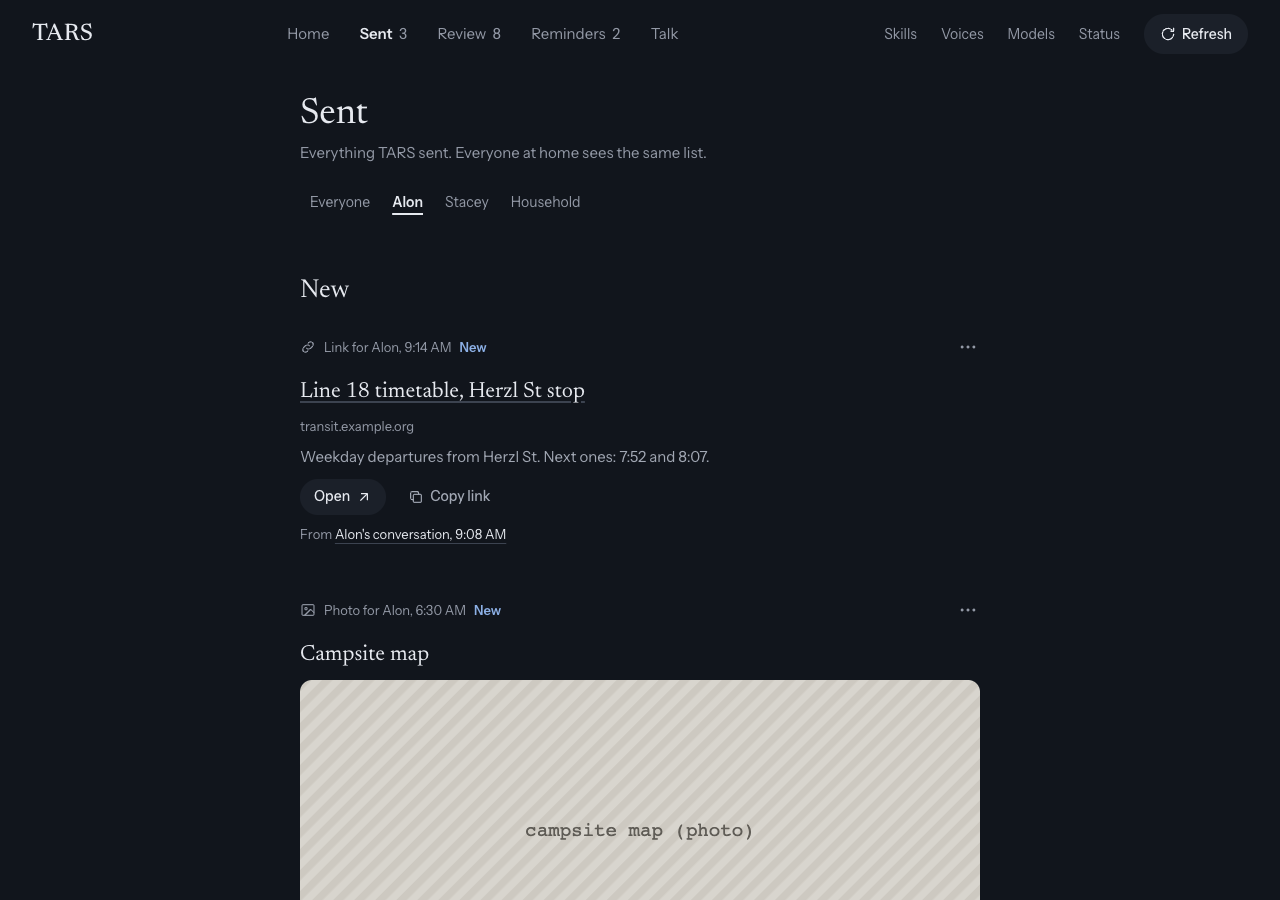 TARS
Home Sent 3 Review 8 Reminders 2 Talk Skills Voices Models Status Refresh
Sent
Everything TARS sent. Everyone at home sees the same list.
Everyone Alon Stacey Household
New
Link for Alon, 9:14 AM New
Line 18 timetable, Herzl St stop
transit.example.org
Weekday departures from Herzl St. Next ones: 7:52 and 8:07.
Open Copy link
From Alon's conversation, 9:08 AM
Photo for Alon, 6:30 AM New
Campsite map
campsite map (photo)